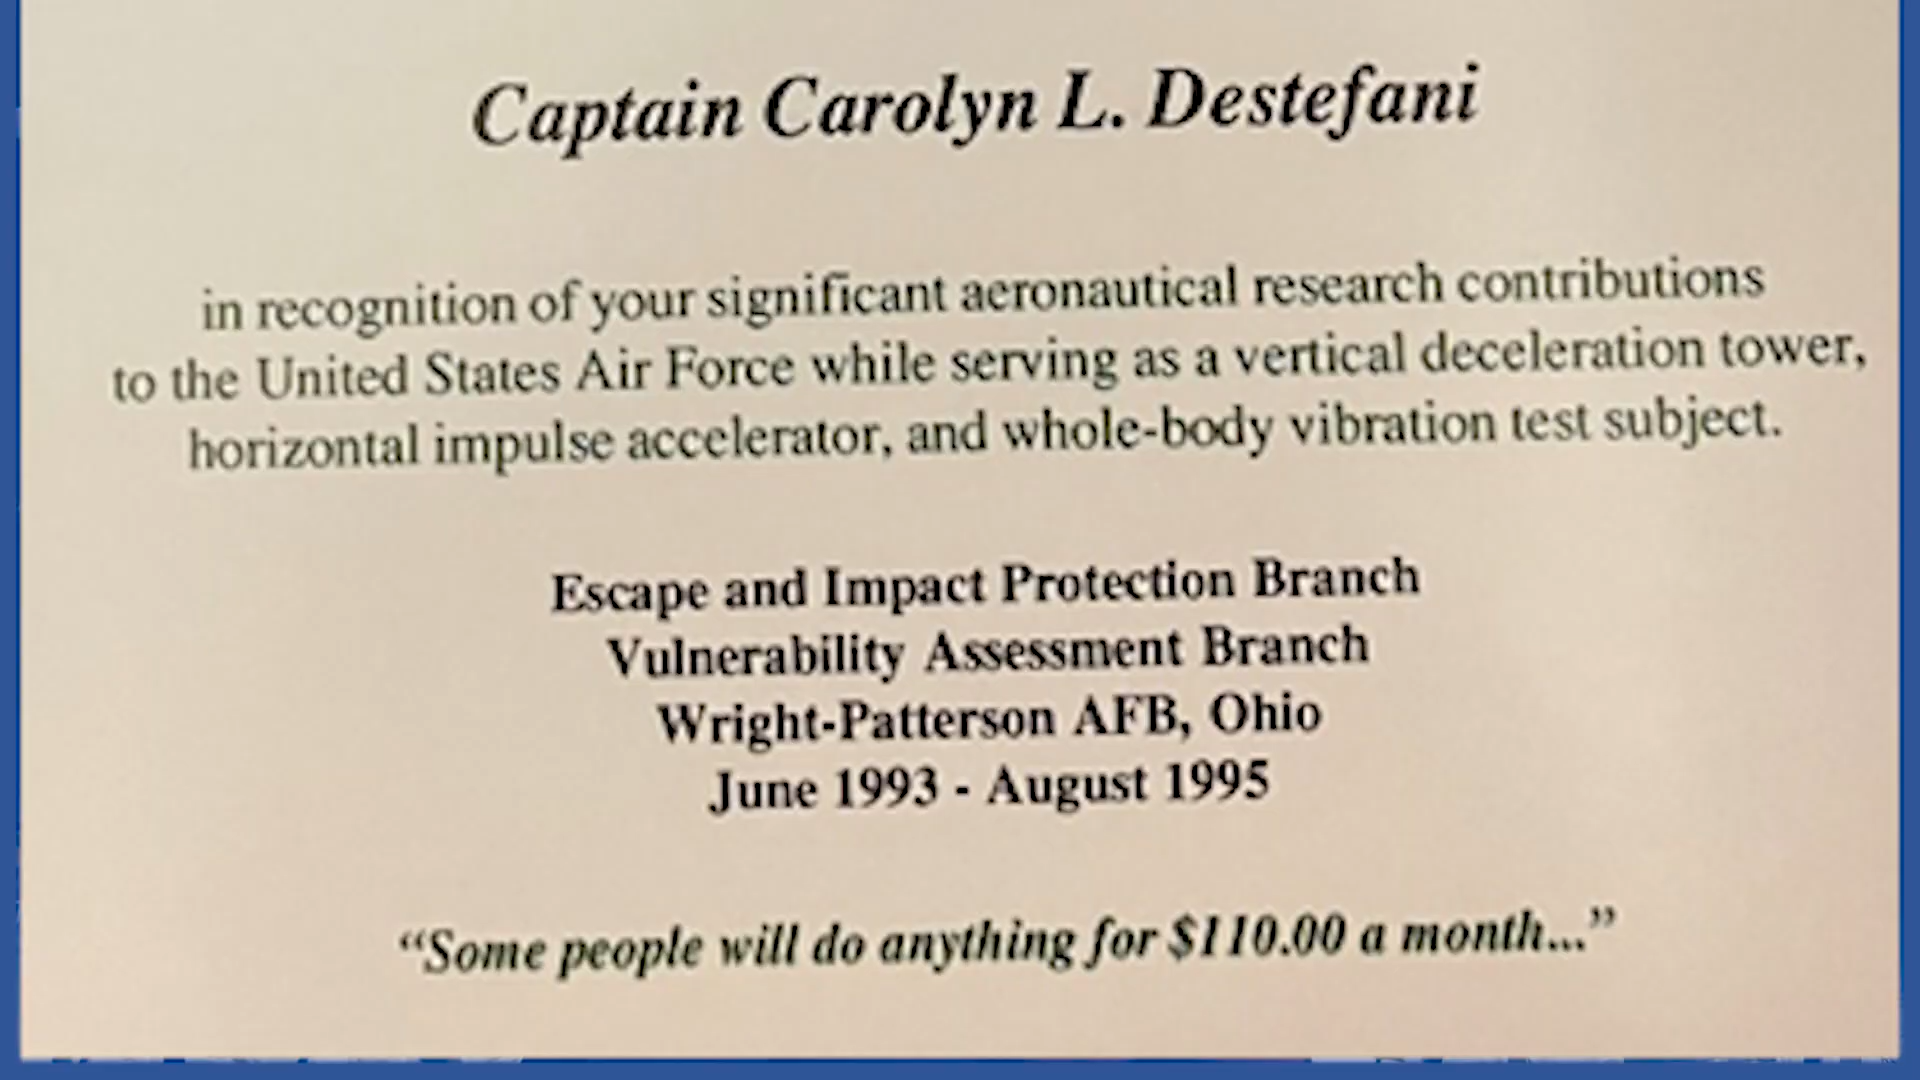 Captain Carolyn L. Destefani
in recognition of your significant aeronautical research contributions
to the United States Air Force while serving as a vertical deceleration tower,
horizontal impulse accelerator, and whole-body vibration test subject.
Escape and Impact Protection Branch
Vulnerability Assessment Branch
Wright-Patterson AFB, Ohio
June 1993 - August 1995
“Some people will do anything for $110.00 a month...”